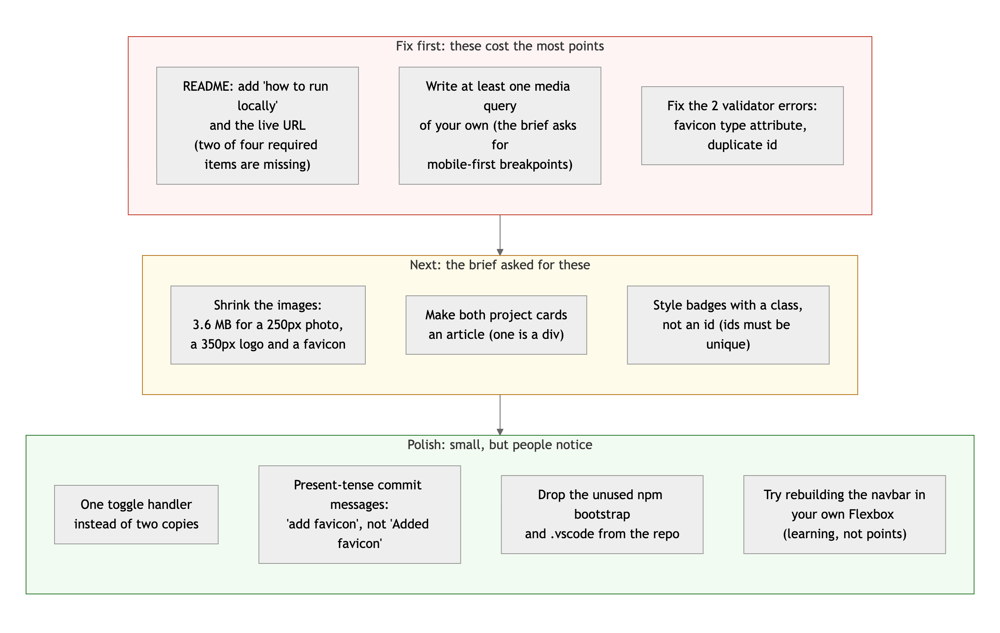 Fix first: these cost the most points
README: add 'how to run
locally'
and the live URL
(two of four required
items are missing)
Write at least one media
query
of your own (the brief asks
for
mobile-first breakpoints)
Fix the 2 validator errors:
favicon type attribute,
duplicate id
Next: the brief asked for these
Shrink the images:
3.6 MB for a 250px photo,
a 350px logo and a favicon
Make both project cards
an article (one is a div)
Style badges with a class,
not an id (ids must be
unique)
Polish: small, but people notice
One toggle handler
instead of two copies
Present-tense commit
messages:
'add favicon', not 'Added
favicon'
Drop the unused npm
bootstrap
and .vscode from the repo
Try rebuilding the navbar in
your own Flexbox
(learning, not points)